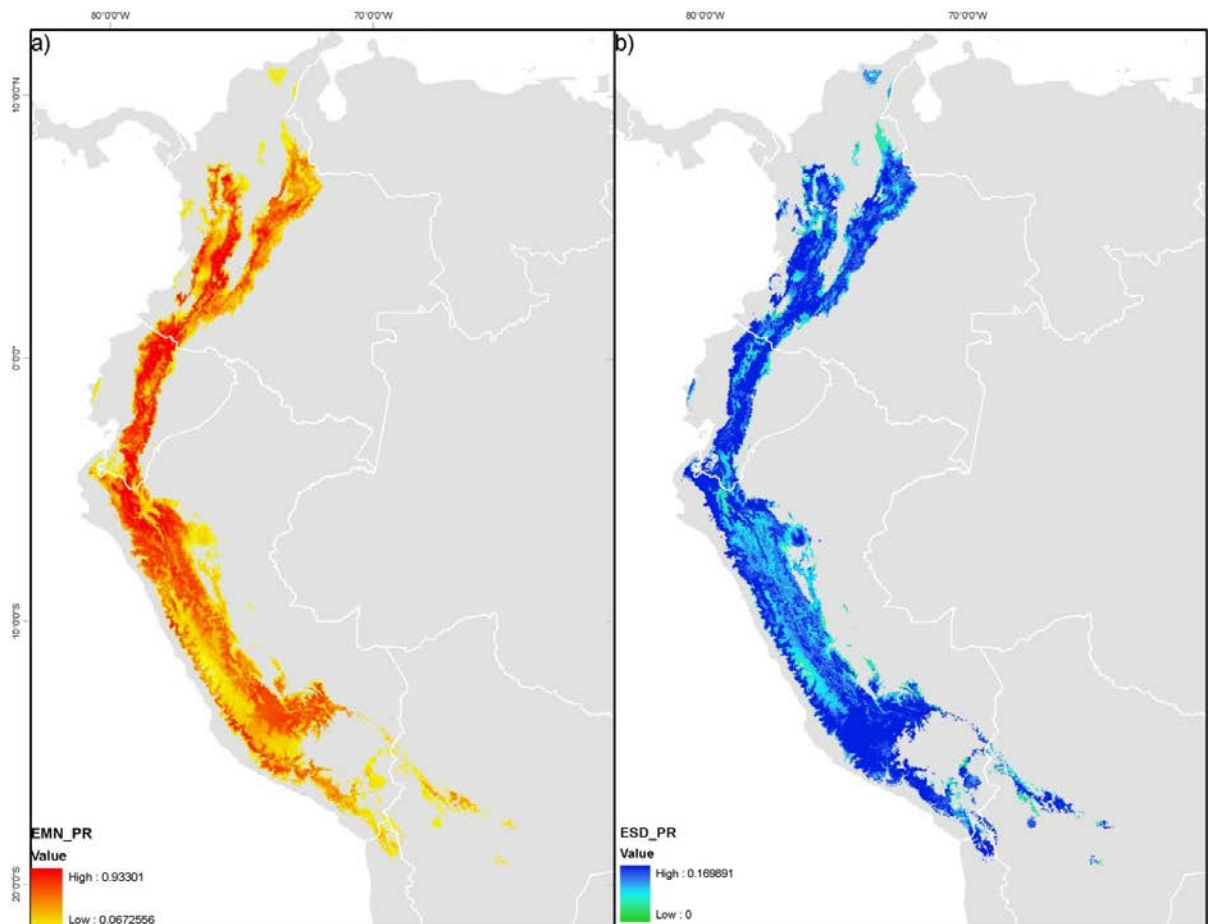 80°0'0"W 70°0'0"W 80°0'0"W 70°0'0"W
a) b)
10°0'0"N
0°0'0"
10°0'0"S
20°0'0"S
EMN_PR
Value
High : 0.93301
Low : 0.0672556
ESD_PR
Value
High : 0.169891
Low : 0